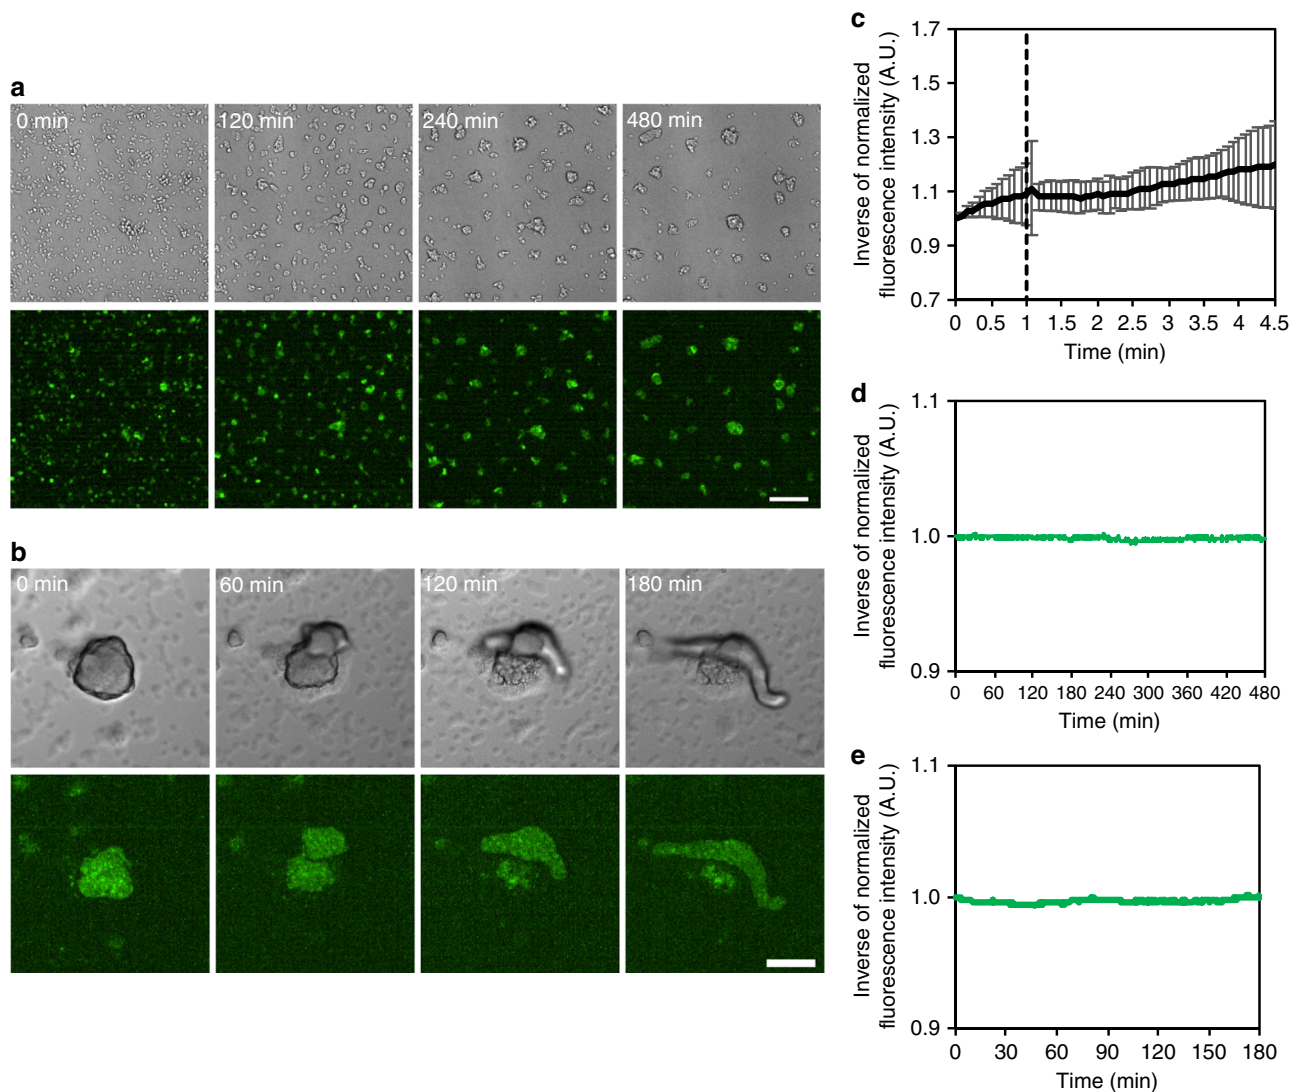 a
0 min
120 min
240 min
480 min
b
0 min
60 min
120 min
180 min
c
Inverse of normalized
fluorescence intensity (A.U.)
1.7
1.5
1.3
1.1
0.9
0.7
0 0.5 1 1.5 2 2.5 3 3.5 4 4.5
Time (min)
d
Inverse of normalized
fluorescence intensity (A.U.)
1.1
1.0
0.9
0 60 120 180 240 300 360 420 480
Time (min)
e
Inverse of normalized
fluorescence intensity (A.U.)
1.1
1.0
0.9
0 30 60 90 120 150 180
Time (min)